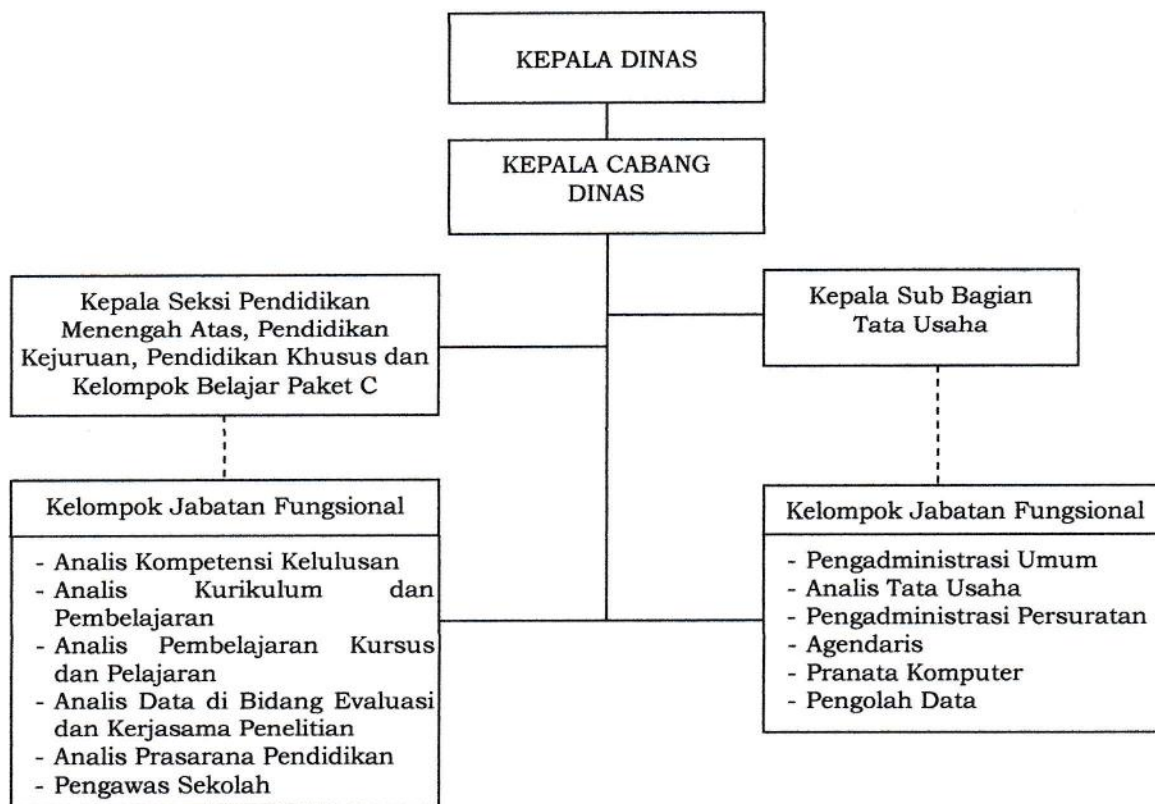 KEPALA DINAS
KEPALA CABANG
DINAS
Kepala Seksi Pendidikan
Menengah Atas, Pendidikan
Kejuruan, Pendidikan Khusus dan
Kelompok Belajar Paket C
Kepala Sub Bagian
Tata Usaha
Kelompok Jabatan Fungsional
- Analis Kompetensi Kelulusan
- Analis Kurikulum dan
Pembelajaran
- Analis Pembelajaran Kursus
dan Pelajaran
- Analis Data di Bidang Evaluasi
dan Kerjasama Penelitian
- Analis Prasarana Pendidikan
- Pengawas Sekolah
Kelompok Jabatan Fungsional
- Pengadministrasi Umum
- Analis Tata Usaha
- Pengadministrasi Persuratan
- Agendaris
- Pranata Komputer
- Pengolah Data